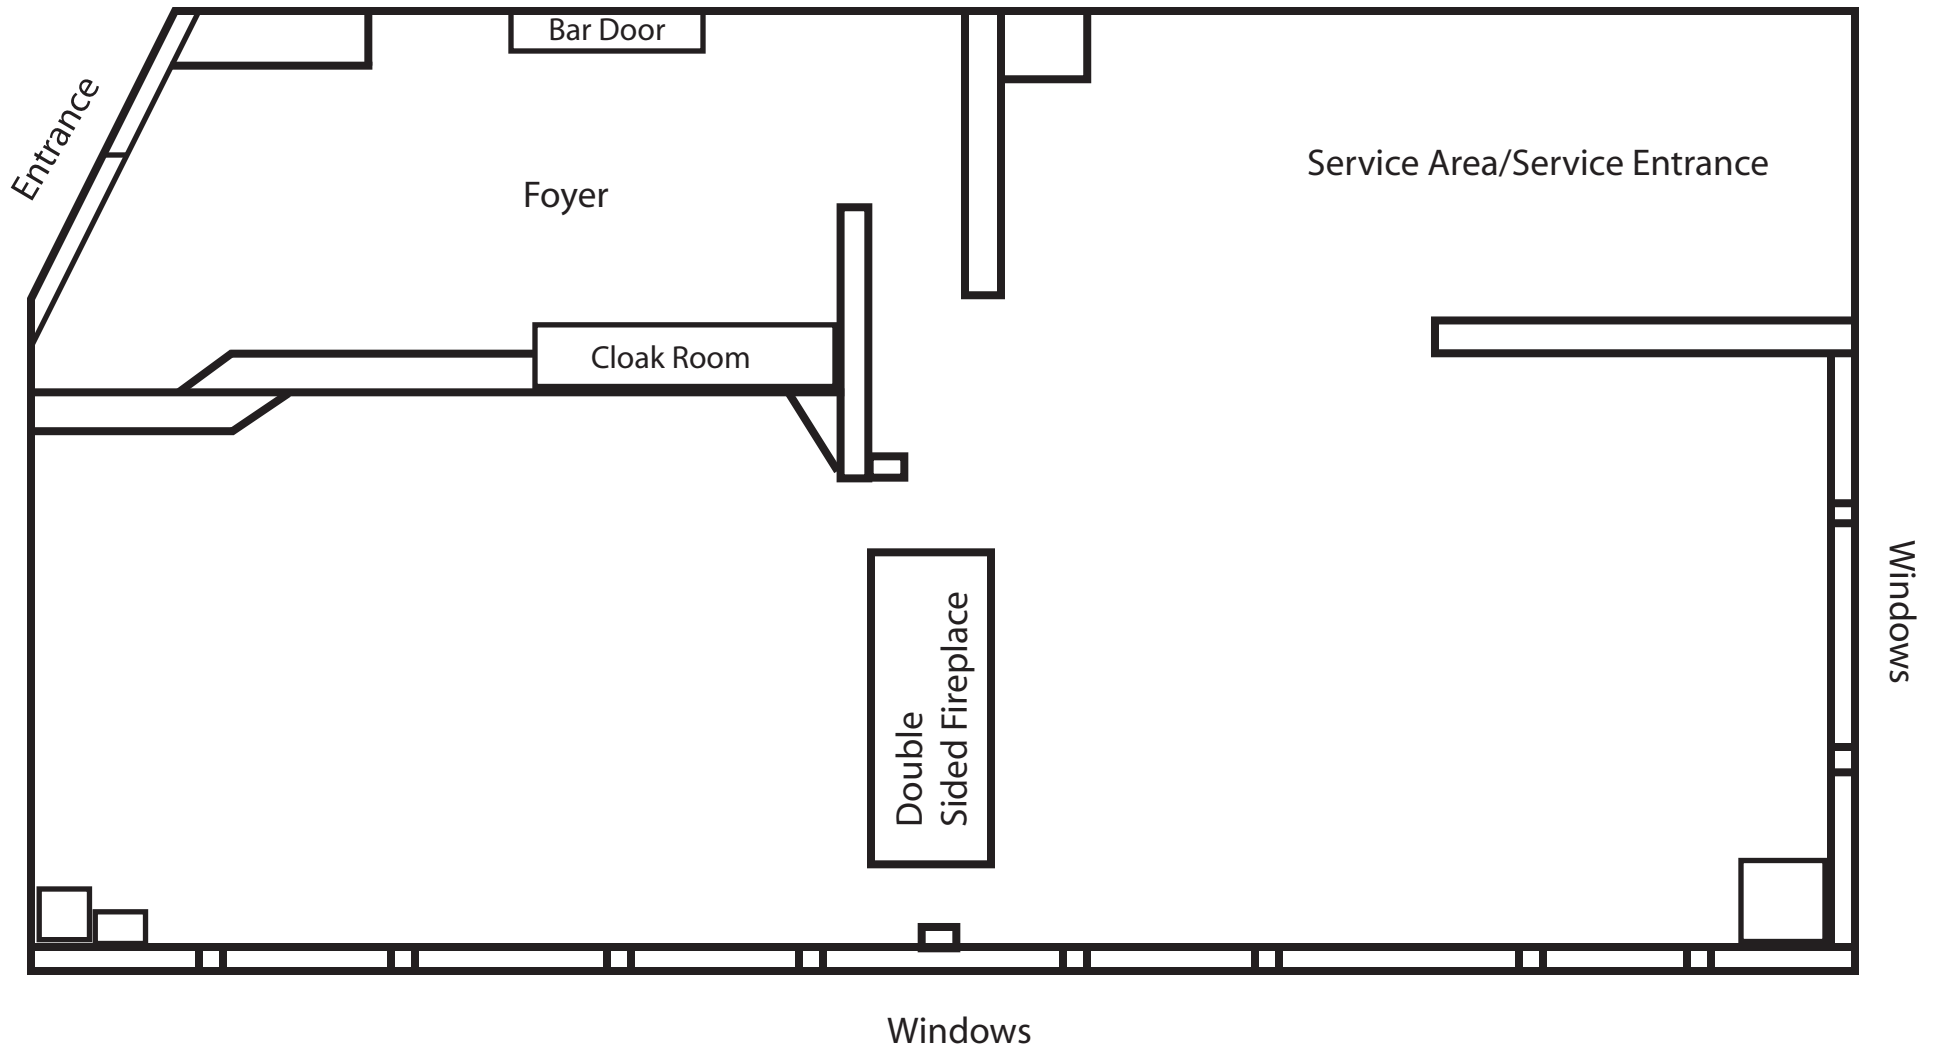 Bar Door
Entrance
Service Area/Service Entrance
Foyer
Cloak Room
Double
Sided Fireplace
Windows
Windows